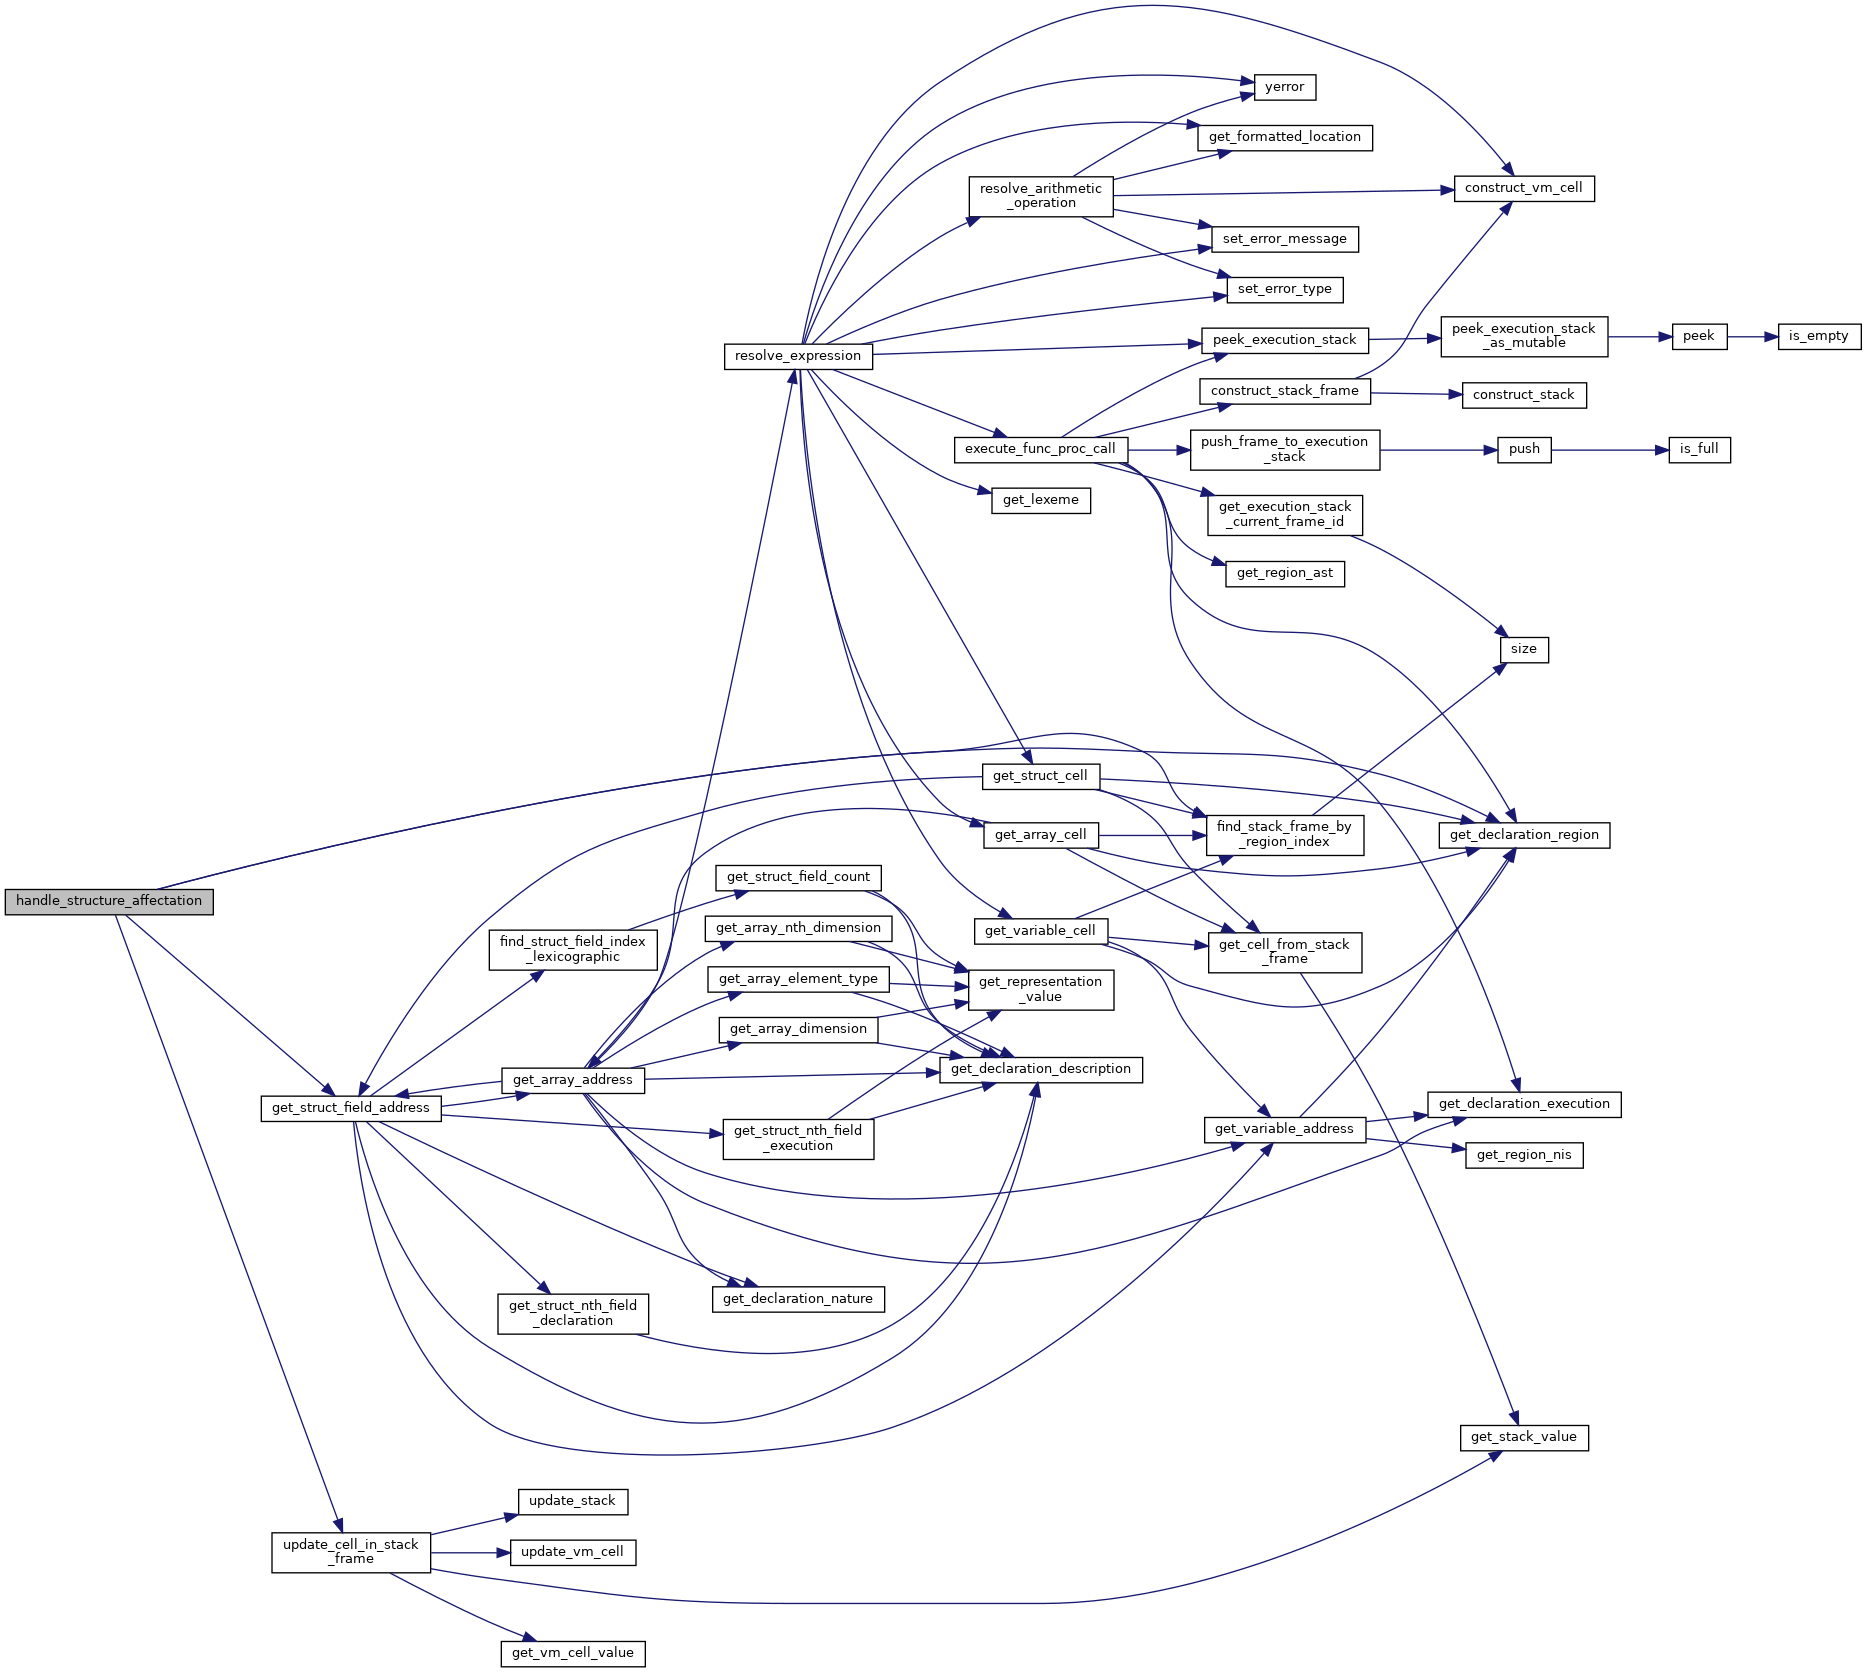 yerror
get_formatted_location
resolve_arithmetic
_operation
construct_vm_cell
set_error_message
set_error_type
peek_execution_stack
peek_execution_stack
_as_mutable
peek
is_empty
resolve_expression
construct_stack_frame
construct_stack
execute_func_proc_call
push_frame_to_execution
_stack
push
is_full
get_lexeme
get_execution_stack
_current_frame_id
get_region_ast
size
get_struct_cell
get_array_cell
find_stack_frame_by
_region_index
get_declaration_region
get_struct_field_count
handle_structure_affectation
get_array_nth_dimension
get_variable_cell
find_struct_field_index
_lexicographic
get_cell_from_stack
_frame
get_array_element_type
get_representation
_value
get_array_dimension
get_declaration_description
get_array_address
get_struct_field_address
get_declaration_execution
get_struct_nth_field
_execution
get_variable_address
get_region_nis
get_declaration_nature
get_struct_nth_field
_declaration
get_stack_value
update_stack
update_cell_in_stack
_frame
update_vm_cell
get_vm_cell_value